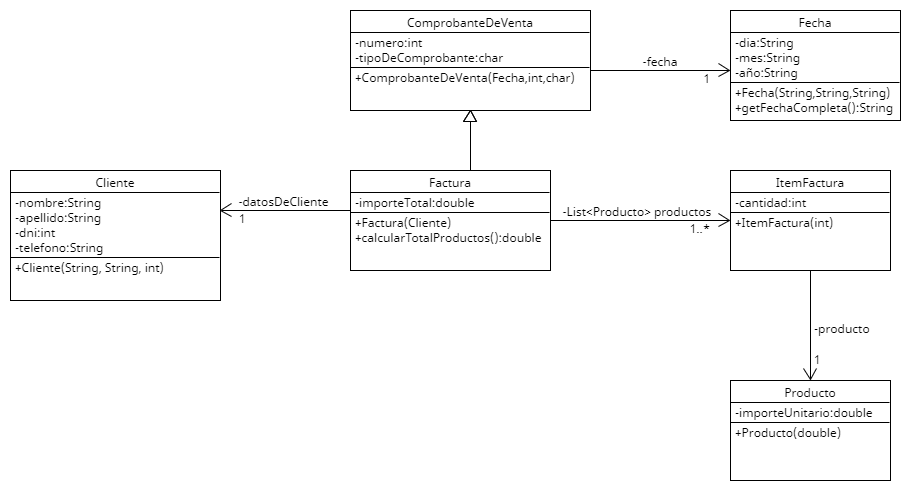 ComprobanteDeVenta
-numero:int
-tipoDeComprobante:char
+ComprobanteDeVenta(Fecha,int,char)
-fecha
1
Fecha
-dia:String
-mes:String
-año:String
+Fecha(String,String,String)
+getFechaCompleta():String
Cliente
-nombre:String
-apellido:String
-dni:int
-telefono:String
+Cliente(String, String, int)
-datosDeCliente
1
Factura
-importeTotal:double
+Factura(Cliente)
+calcularTotalProductos():double
-List<Producto> productos
1..*
ItemFactura
-cantidad:int
+ItemFactura(int)
-producto
1
Producto
-importeUnitario:double
+Producto(double)